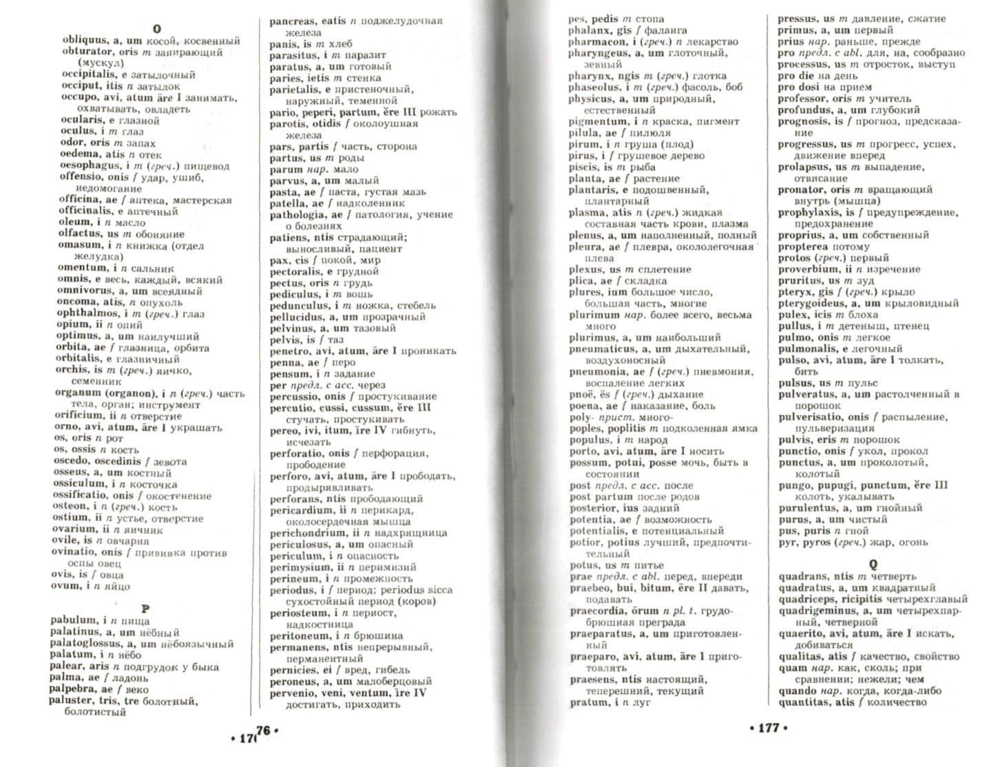 O
obliquus, a, um косой, косвенный
obturator, oris m запирающий
(мускул)
occipitalis, e затылочный
occiput, itis n затылок
occupo, avi, atum āre I занимать,
охватывать, овладеть
ocularis, e глазной
oculus, i m глаз
odor, oris m запах
oedema, atis n отек
oesophagus, i m (греч.) пищевод
offensio, onis f удар, ушиб,
недомогание
officina, ae f аптека, мастерская
officinalis, e аптечный
oleum, i n масло
olfactus, us m обоняние
omasum, i n книжка (отдел
желудка)
omentum, i n сальник
omnis, e весь, каждый, всякий
omnivorus, a, um всеядный
oncoma, atis, n опухоль
ophthalmos, i m (греч.) глаз
opium, ii n опий
optimus, a, um наилучший
orbita, ae f глазница, орбита
orbitalis, e глазничный
orchis, is m (греч.) яичко,
семенник
organum (organon), i n (греч.) часть
тела, орган; инструмент
orificium, ii n отверстие
orno, avi, atum, āre I украшать
os, oris n рот
os, ossis n кость
oscedo, oscedinis f зевота
osseus, a, um костный
ossiculum, i n косточка
ossificatio, onis f окостенение
osteon, i n (греч.) кость
ostium, ii n устье, отверстие
ovarium, ii n яичник
ovile, is n овчарня
ovinatio, onis f прививка против
оспы овец
ovis, is f овца
ovum, i n яйцо
P
pabulum, i n пища
palatinus, a, um нёбный
palatoglossus, a, um нёбоязычный
palatum, i n нёбо
palear, aris n подгрудок у быка
palma, ae f ладонь
palpebra, ae f веко
paluster, tris, tre болотный,
болотистый
pancreas, eatis n поджелудочная
железа
panis, is m хлеб
parasitus, i m паразит
paratus, a, um готовый
paries, ietis m стенка
parietalis, e пристеночный,
наружный, теменной
pario, peperi, partum, ĕre III рожать
parotis, otidis f околоушная
железа
pars, partis f часть, сторона
partus, us m роды
parum нар. мало
parvus, a, um малый
pasta, ae f паста, густая мазь
patella, ae f надколенник
pathologia, ae f патология, учение
о болезнях
patiens, ntis страдающий;
выносливый, пациент
pax, cis f покой, мир
pectoralis, e грудной
pectus, oris n грудь
pediculus, i m вошь
pedunculus, i m ножка, стебель
pellucidus, a, um прозрачный
pelvinus, a, um тазовый
pelvis, is f таз
penetro, avi, atum, āre I проникать
penna, ae f перо
pensum, i n задание
per предл. с acc. через
percussio, onis f простукивание
percutio, cussi, cussum, ĕre III
стучать, простукивать
pereo, ivi, itum, īre IV гибнуть,
исчезать
perforatio, onis f перфорация,
прободение
perforo, avi, atum, āre I прободать,
продырявливать
perforans, ntis прободающий
pericardium, ii n перикард,
околосердечная мышца
perichondrium, ii n надхрящница
periculosus, a, um опасный
periculum, i n опасность
perimysium, ii n перимизий
perineum, i n промежность
periodus, i f период; periodus sicca
сухостойный период (коров)
periosteum, i n периост,
надкостница
peritoneum, i n брюшина
permanens, ntis непрерывный,
перманентный
pernicies, ei f вред, гибель
peroneus, a, um малоберцовый
pervenio, veni, ventum, īre IV
достигать, приходить
• 17(76 •
pes, pedis m стопа
phalanx, gis f фаланга
pharmacon, i (греч.) n лекарство
pharyngeus, a, um глоточный,
зевный
pharynx, ngis m (греч.) глотка
phaseolus, i m (греч.) фасоль, боб
physicus, a, um природный,
естественный
pigmentum, i n краска, пигмент
pilula, ae f пилюля
pirum, i n груша (плод)
pirus, i f грушевое дерево
piscis, is m рыба
planta, ae f растение
plantaris, e подошвенный,
плантарный
plasma, atis n (греч.) жидкая
составная часть крови, плазма
plenus, a, um наполненный, полный
pleura, ae f плевра, окололегочная
плева
plexus, us m сплетение
plica, ae f складка
plures, ium большое число,
большая часть, многие
plurimum нар. более всего, весьма
много
plurimus, a, um наибольший
pneumaticus, a, um дыхательный,
воздухоносный
pneumonia, ae f (греч.) пневмония,
воспаление легких
pnoë, ës f (греч.) дыхание
poena, ae f наказание, боль
poly- прист. много-
poples, poplitis m подколенная ямка
populus, i m народ
porto, avi, atum, āre I носить
possum, potui, posse мочь, быть в
состоянии
post предл. с acc. после
post partum после родов
posterior, ius задний
potentia, ae f возможность
potentialis, e потенциальный
potior, potius лучший, предпочти-
тельный
potus, us m питье
prae предл. с abl. перед, впереди
praebeo, bui, bitum, ēre II давать,
подавать
praecordia, ōrum n pl. t. грудо-
брюшная преграда
praeparatus, a, um приготовлен-
ный
praeparo, avi, atum, āre I приго-
товлять
praesens, ntis настоящий,
теперешний, текущий
pratum, i n луг
pressus, us m давление, сжатие
primus, a, um первый
prius нар. раньше, прежде
pro предл. с abl. для, на, сообразно
processus, us m отросток, выступ
pro die на день
pro dosi на прием
professor, oris m учитель
profundus, a, um глубокий
prognosis, is f прогноз, предсказа-
ние
progressus, us m прогресс, успех,
движение вперед
prolapsus, us m выпадение,
отвисание
pronator, oris m вращающий
внутрь (мышца)
prophylaxis, is f предупреждение,
предохранение
proprius, a, um собственный
propterea потому
protos (греч.) первый
proverbium, ii n изречение
pruritus, us m зуд
pteryx, gis f (греч.) крыло
pterygoideus, a, um крыловидный
pulex, icis m блоха
pullus, i m детеныш, птенец
pulmo, onis m легкое
pulmonalis, e легочный
pulso, avi, atum, āre I толкать,
бить
pulsus, us m пульс
pulveratus, a, um растолченный в
порошок
pulverisatio, onis f распыление,
пульверизация
pulvis, eris m порошок
punctio, onis f укол, прокол
punctus, a, um проколотый,
колотый
pungo, pupugi, punctum, ĕre III
колоть, укалывать
purulentus, a, um гнойный
purus, a, um чистый
pus, puris n гной
pyr, pyros (греч.) жар, огонь
Q
quadrans, ntis m четверть
quadratus, a, um квадратный
quadriceps, ricipitis четырехглавый
quadrigeminus, a, um четырехпар-
ный, четверной
quaerito, avi, atum, āre I искать,
добиваться
qualitas, atis f качество, свойство
quam нар. как, сколь; при
сравнении; нежели; чем
quando нар. когда, когда-либо
quantitas, atis f количество
• 177 •